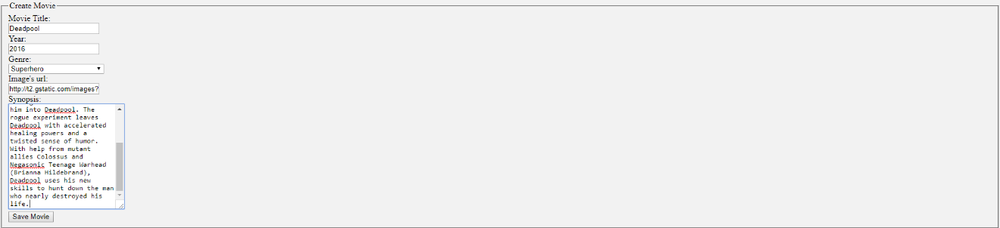 Create Movie
Movie Title:
Deadpool
Year:
2016
Genre:
Superhero
Image's url:
http://t2.gstatic.com/images?
Synopsis:
him into Deadpool. The
rogue experiment leaves
Deadpool with accelerated
healing powers and a
twisted sense of humor.
With help from mutant
allies Colossus and
Negasonic Teenage Warhead
(Brianna Hildebrand),
Deadpool uses his new
skills to hunt down the man
who nearly destroyed his
life.
Save Movie